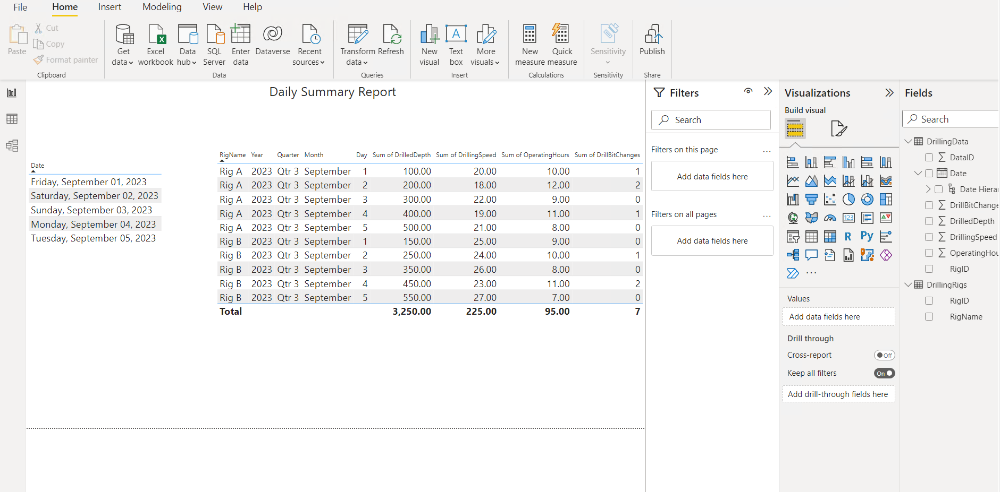 File Home Insert Modeling View Help
Paste
Cut
Copy
Format painter
Clipboard
Get data
Excel workbook
Data hub
SQL Server
Enter data
Dataverse
Recent sources
Data
Transform data
Refresh
Queries
New visual
Text box
More visuals
Insert
New measure
Quick measure
Calculations
Sensitivity
Sensitivity
Publish
Share
Daily Summary Report
Date
Friday, September 01, 2023
Saturday, September 02, 2023
Sunday, September 03, 2023
Monday, September 04, 2023
Tuesday, September 05, 2023
RigName Year Quarter Month Day Sum of DrilledDepth Sum of DrillingSpeed Sum of OperatingHours Sum of DrillBitChanges
Rig A 2023 Qtr 3 September 1 100.00 20.00 10.00 1
Rig A 2023 Qtr 3 September 2 200.00 18.00 12.00 2
Rig A 2023 Qtr 3 September 3 300.00 22.00 9.00 0
Rig A 2023 Qtr 3 September 4 400.00 19.00 11.00 1
Rig A 2023 Qtr 3 September 5 500.00 21.00 8.00 0
Rig B 2023 Qtr 3 September 1 150.00 25.00 9.00 0
Rig B 2023 Qtr 3 September 2 250.00 24.00 10.00 1
Rig B 2023 Qtr 3 September 3 350.00 26.00 8.00 0
Rig B 2023 Qtr 3 September 4 450.00 23.00 11.00 2
Rig B 2023 Qtr 3 September 5 550.00 27.00 7.00 0
Total 3,250.00 225.00 95.00 7
Filters
Search
Filters on this page ...
Add data fields here
Filters on all pages ...
Add data fields here
Visualizations
Build visual
123
R Py
...
Values
Add data fields here
Drill through
Cross-report Off
Keep all filters On
Add drill-through fields here
Fields
Search
DrillingData
∑ DataID
Date
Date Hierar
∑ DrillBitChange
∑ DrilledDepth
∑ DrillingSpeed
∑ OperatingHou
RigID
DrillingRigs
RigID
RigName